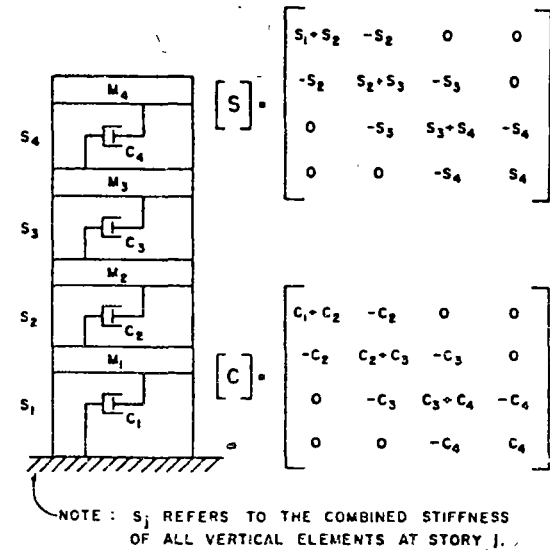 M₄
S₄
C₄
M₃
S₃
C₃
M₂
S₂
C₂
M₁
S₁
C₁
[S] =
S₁+S₂ -S₂ 0 0
-S₂ S₂+S₃ -S₃ 0
0 -S₃ S₃+S₄ -S₄
0 0 -S₄ S₄
[C] =
C₁+C₂ -C₂ 0 0
-C₂ C₂+C₃ -C₃ 0
0 -C₃ C₃+C₄ -C₄
0 0 -C₄ C₄
NOTE : Sⱼ REFERS TO THE COMBINED STIFFNESS
OF ALL VERTICAL ELEMENTS AT STORY j.